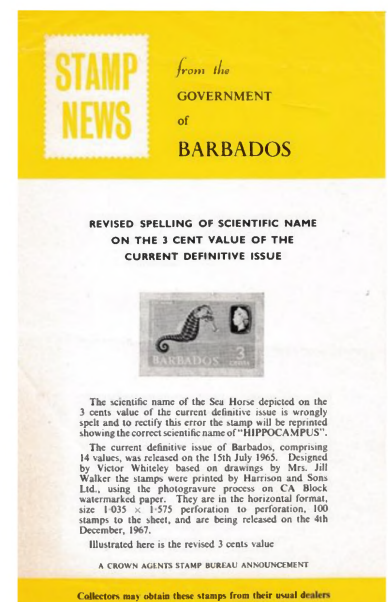 STAMP
NEWS
from the
GOVERNMENT
of
BARBADOS
REVISED SPELLING OF SCIENTIFIC NAME
ON THE 3 CENT VALUE OF THE
CURRENT DEFINITIVE ISSUE
BARBADOS
3
CENTS
The scientific name of the Sea Horse depicted on the
3 cents value of the current definitive issue is wrongly
spelt and to rectify this error the stamp will be reprinted
showing the correct scientific name of "HIPPOCAMPUS".
The current definitive issue of Barbados, comprising
14 values, was released on the 15th July 1965. Designed
by Victor Whiteley based on drawings by Mrs. Jill
Walker the stamps were printed by Harrison and Sons
Ltd., using the photogravure process on CA Block
watermarked paper. They are in the horizontal format,
size 1·035 × 1·575 perforation to perforation, 100
stamps to the sheet, and are being released on the 4th
December, 1967.
Illustrated here is the revised 3 cents value
A CROWN AGENTS STAMP BUREAU ANNOUNCEMENT
Collectors may obtain these stamps from their usual dealers